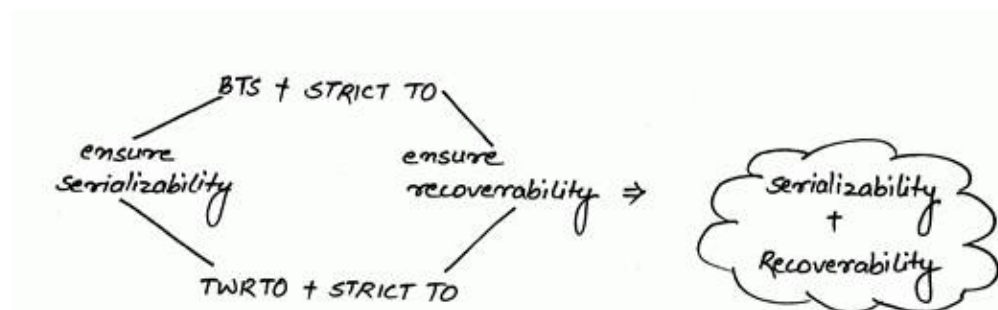 BTS + STRICT TO
ensure
serializability
ensure
recoverability ⇒
TWRTO + STRICT TO
Serializability
+
Recoverability